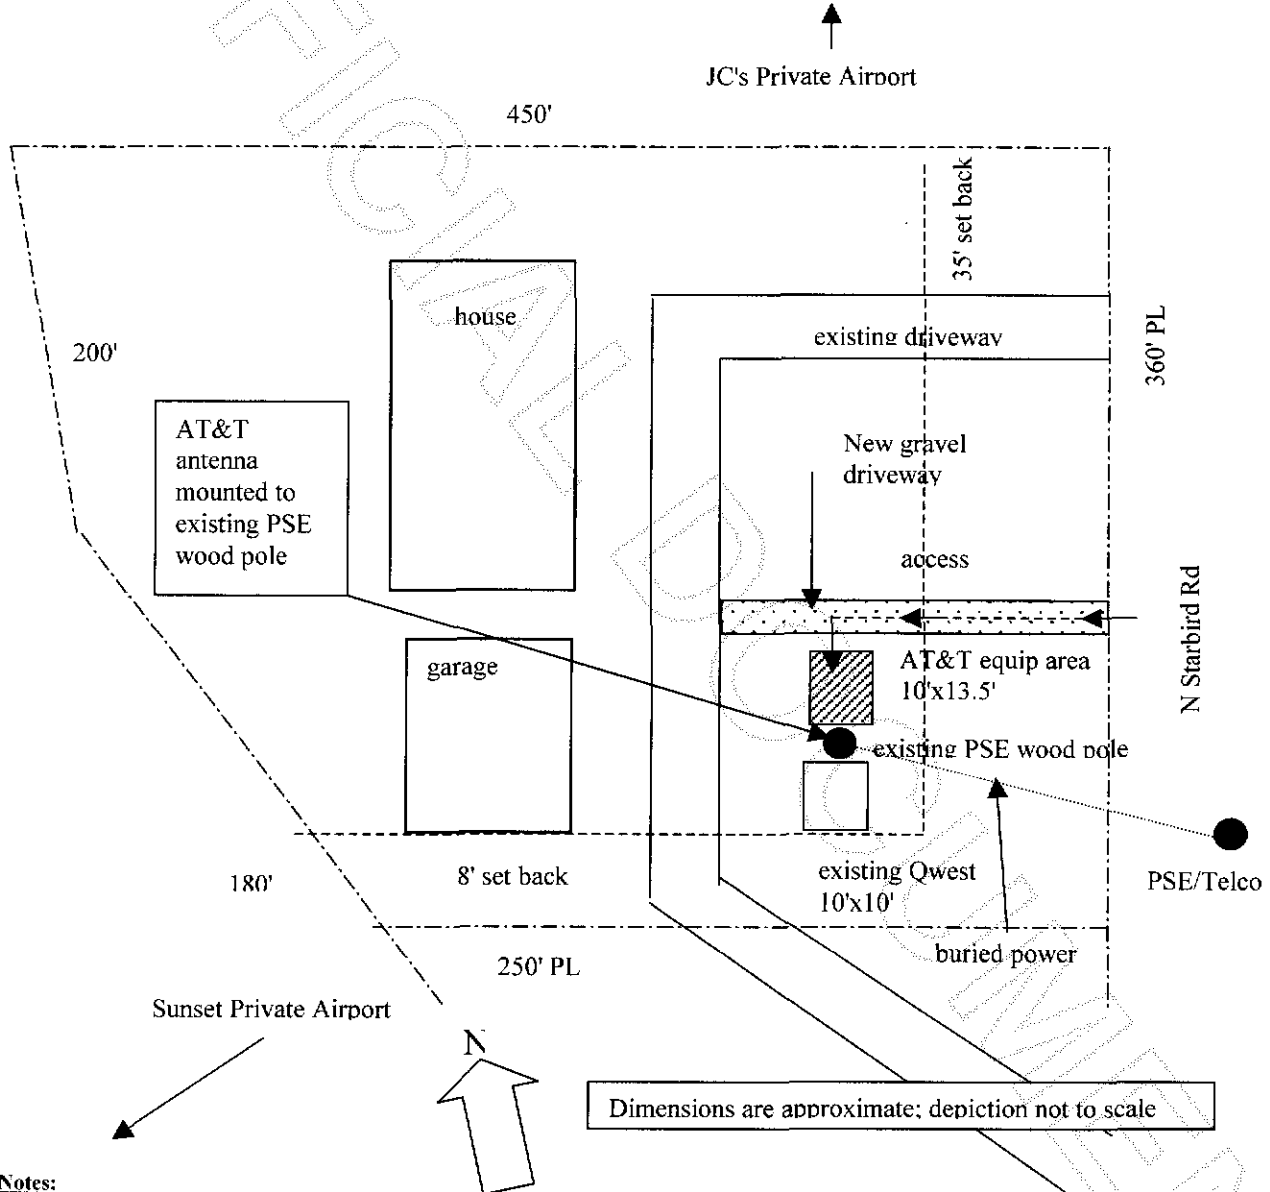 JC's Private Airport
450'
35' set back
house
existing driveway
200'
360' PL
AT&T
antenna
mounted to
existing PSE
wood pole
New gravel
driveway
access
N Starbird Rd
garage
AT&T equip area
10'x13.5'
existing PSE wood pole
180'
8' set back
existing Qwest
10'x10'
PSE/Telco
buried power
250' PL
Sunset Private Airport
N
Dimensions are approximate; depiction not to scale
Notes:
FICIAL DOCUME